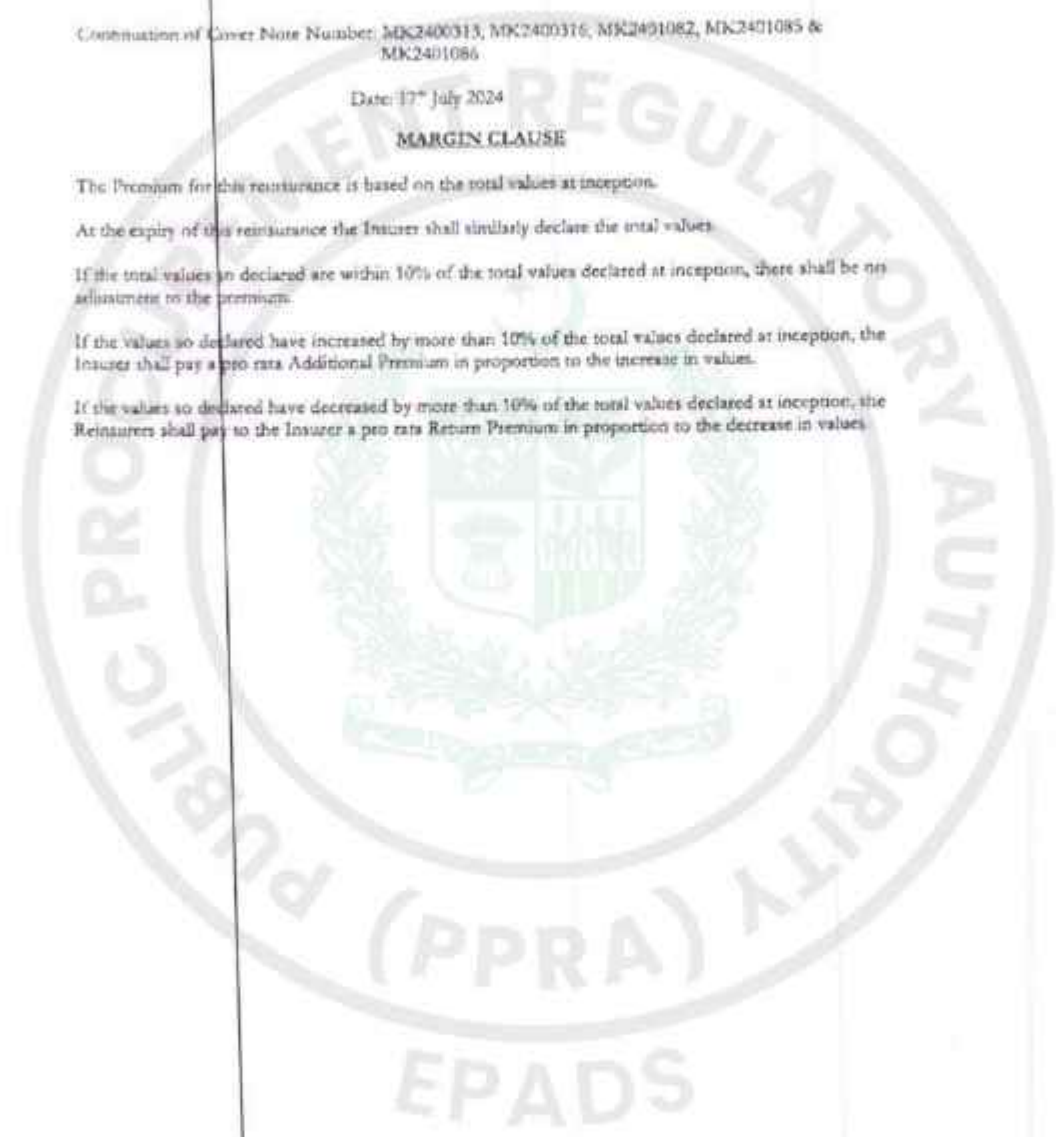 Continuation of Cover Note Number: MK2400313, MK2400316, MK2401082, MK2401085 &
MK2401086
Date: 17th July 2024
MARGIN CLAUSE
The Premium for this reinsurance is based on the total values at inception.
At the expiry of this reinsurance the Insurer shall similarly declare the total values.
If the total values so declared are within 10% of the total values declared at inception, there shall be no
adjustment to the premium.
If the values so declared have increased by more than 10% of the total values declared at inception, the
Insurer shall pay a pro rata Additional Premium in proportion to the increase in values.
If the values so declared have decreased by more than 10% of the total values declared at inception, the
Reinsurers shall pay to the Insurer a pro rata Return Premium in proportion to the decrease in values.
PUBLIC PROCUREMENT REGULATORY AUTHORITY
(PPRA)
EPADS